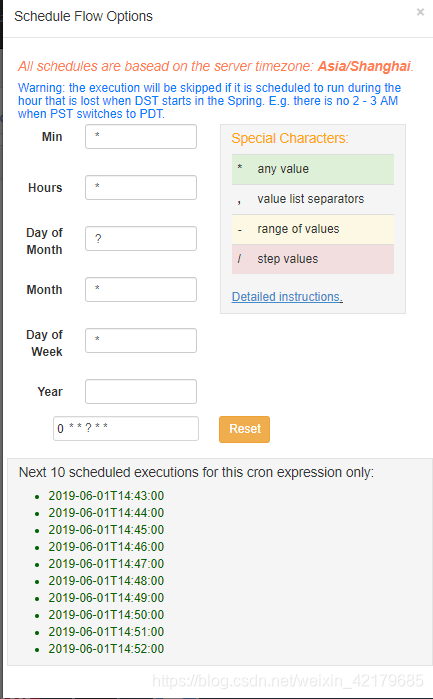 Schedule Flow Options
×
All schedules are basead on the server timezone: Asia/Shanghai.
Warning: the execution will be skipped if it is scheduled to run during the
hour that is lost when DST starts in the Spring. E.g. there is no 2 - 3 AM
when PST switches to PDT.
Min *
Hours *
Day of
Month ?
Month *
Day of
Week *
Year
0 * * ? * *
Reset
Special Characters:
* any value
, value list separators
- range of values
/ step values
Detailed instructions.
Next 10 scheduled executions for this cron expression only:
• 2019-06-01T14:43:00
• 2019-06-01T14:44:00
• 2019-06-01T14:45:00
• 2019-06-01T14:46:00
• 2019-06-01T14:47:00
• 2019-06-01T14:48:00
• 2019-06-01T14:49:00
• 2019-06-01T14:50:00
• 2019-06-01T14:51:00
• 2019-06-01T14:52:00
https://blog.csdn.net/weixin_42179685